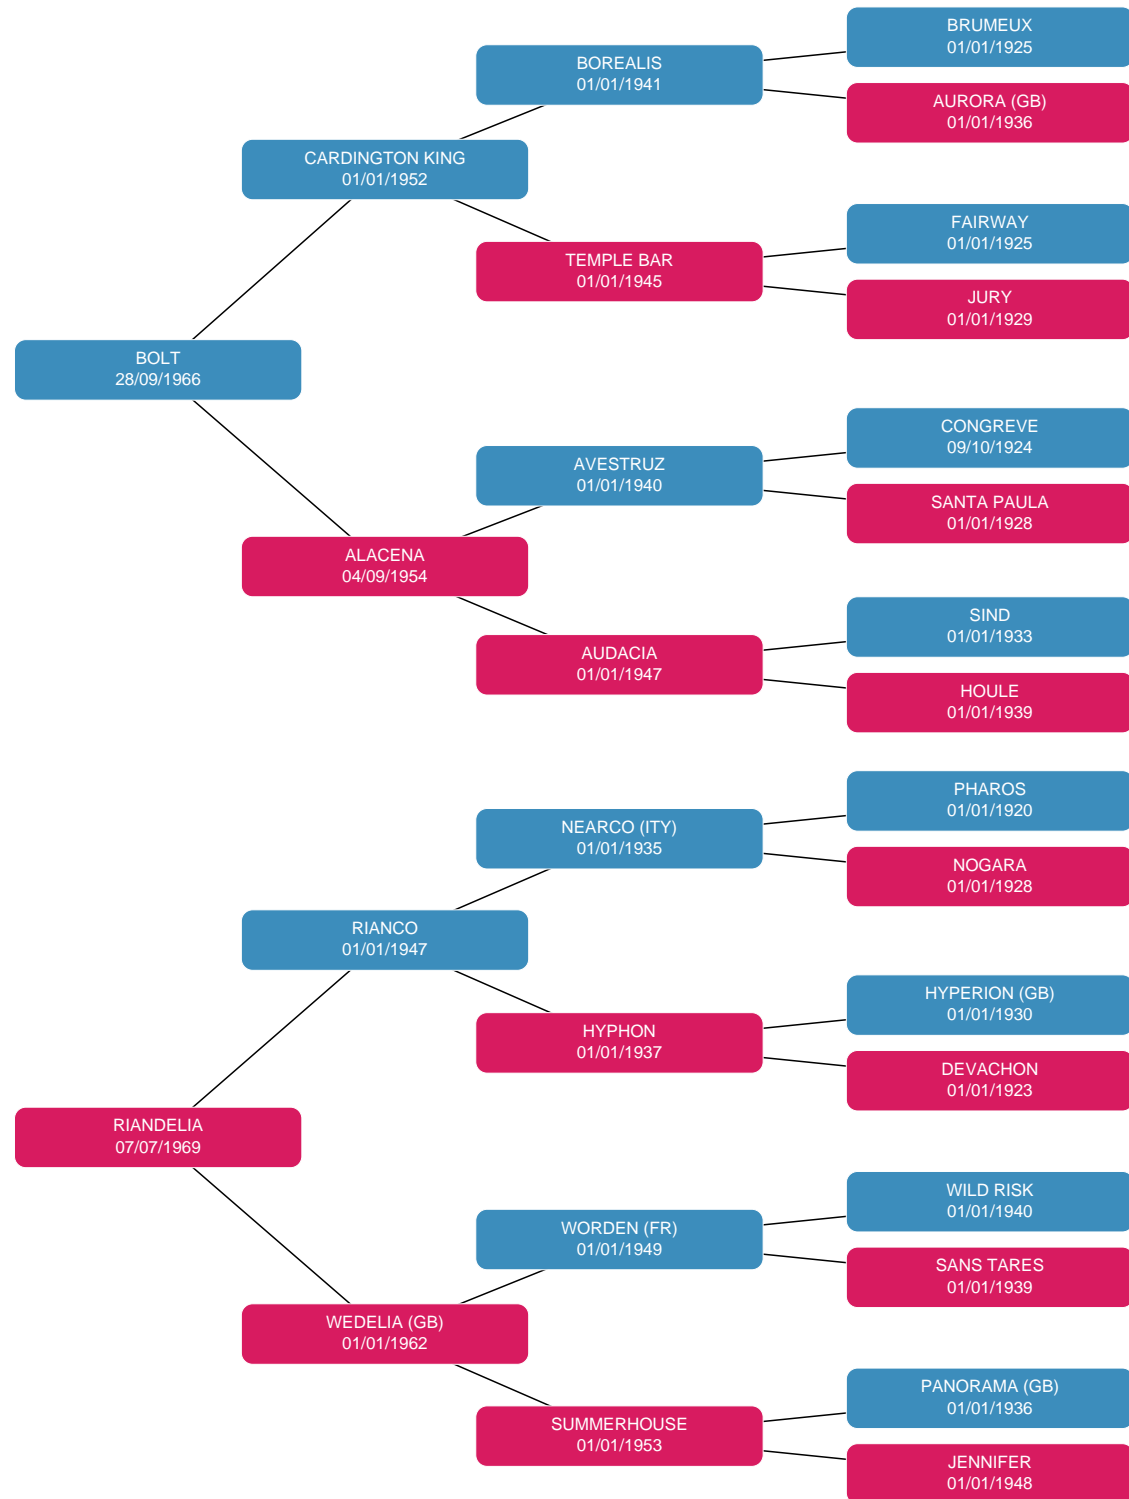 BRUMEUX
01/01/1925
BOREALIS
01/01/1941
AURORA (GB)
01/01/1936
CARDINGTON KING
01/01/1952
FAIRWAY
01/01/1925
TEMPLE BAR
01/01/1945
JURY
01/01/1929
BOLT
28/09/1966
CONGREVE
09/10/1924
AVESTRUZ
01/01/1940
SANTA PAULA
01/01/1928
ALACENA
04/09/1954
SIND
01/01/1933
AUDACIA
01/01/1947
HOULE
01/01/1939
PHAROS
01/01/1920
NEARCO (ITY)
01/01/1935
NOGARA
01/01/1928
RIANCO
01/01/1947
HYPERION (GB)
01/01/1930
HYPHON
01/01/1937
DEVACHON
01/01/1923
RIANDELIA
07/07/1969
WILD RISK
01/01/1940
WORDEN (FR)
01/01/1949
SANS TARES
01/01/1939
WEDELIA (GB)
01/01/1962
PANORAMA (GB)
01/01/1936
SUMMERHOUSE
01/01/1953
JENNIFER
01/01/1948